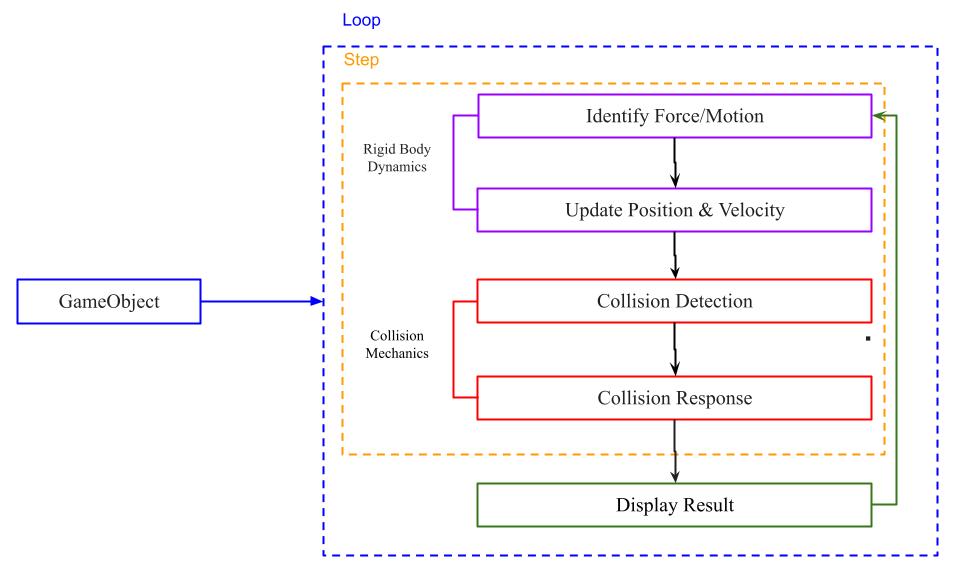 Loop
Step
Identify Force/Motion
Rigid Body
Dynamics
Update Position & Velocity
GameObject
Collision Detection
Collision
Mechanics
Collision Response
Display Result